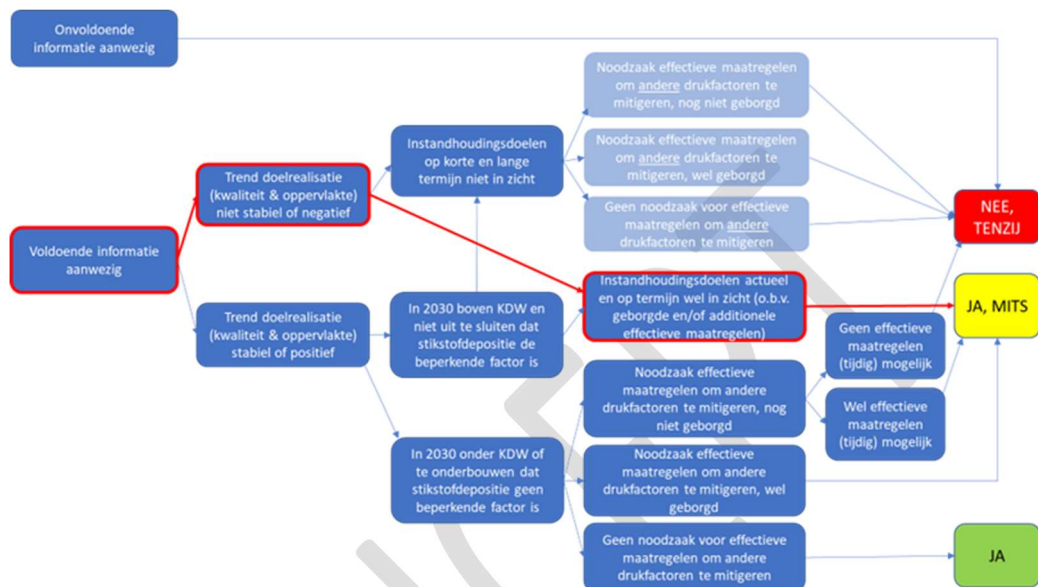 Onvoldoende
informatie aanwezig
Noodzaak effectieve maatregelen
om andere drukfactoren te
mitigeren, nog niet geborgd
Instandhoudingsdoelen
op korte en lange
termijn niet in zicht
Noodzaak effectieve maatregelen
om andere drukfactoren te
mitigeren, wel geborgd
Trend doelrealisatie
(kwaliteit & oppervlakte)
niet stabiel of negatief
Geen noodzaak voor effectieve
maatregelen om andere
drukfactoren te mitigeren
NEE,
TENZIJ
Voldoende informatie
aanwezig
Instandhoudingsdoelen actueel
en op termijn wel in zicht (o.b.v.
geborgde en/of additionele
effectieve maatregelen)
JA, MITS
Trend doelrealisatie
(kwaliteit & oppervlakte)
stabiel of positief
In 2030 boven KDW en
niet uit te sluiten dat
stikstofdepositie de
beperkende factor is
Geen effectieve
maatregelen
(tijdig) mogelijk
Noodzaak effectieve
maatregelen om andere
drukfactoren te mitigeren, nog
niet geborgd
Wel effectieve
maatregelen
(tijdig) mogelijk
In 2030 onder KDW of
te onderbouwen dat
stikstofdepositie geen
beperkende factor is
Noodzaak effectieve
maatregelen om andere
drukfactoren te mitigeren, wel
geborgd
Geen noodzaak voor effectieve
maatregelen om andere
drukfactoren te mitigeren
JA